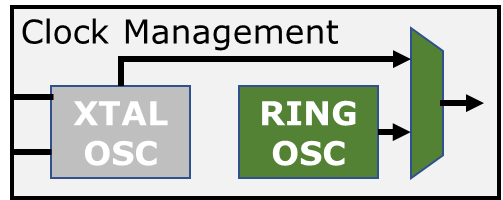 Clock Management
XTAL
OSC
RING
OSC